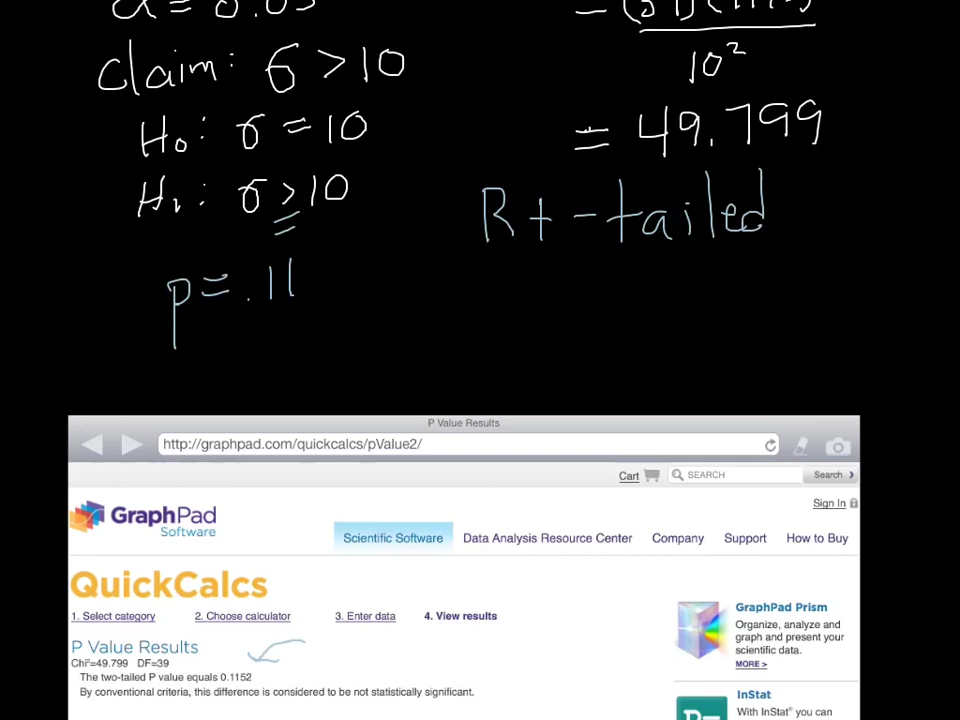 α = 0.05
Claim: σ > 10
H₀: σ = 10
H₁: σ > 10
p = .11
10²
= 49.799
Rt-tailed
P Value Results
http://graphpad.com/quickcalcs/pValue2/
Cart
SEARCH
Search
Sign In
GraphPad
Software
Scientific Software Data Analysis Resource Center Company Support How to Buy
QuickCalcs
1. Select category 2. Choose calculator 3. Enter data 4. View results
P Value Results
Chi²=49.799 DF=39
The two-tailed P value equals 0.1152
By conventional criteria, this difference is considered to be not statistically significant.
GraphPad Prism
Organize, analyze and
graph and present your
scientific data.
MORE >
InStat
With InStat® you can